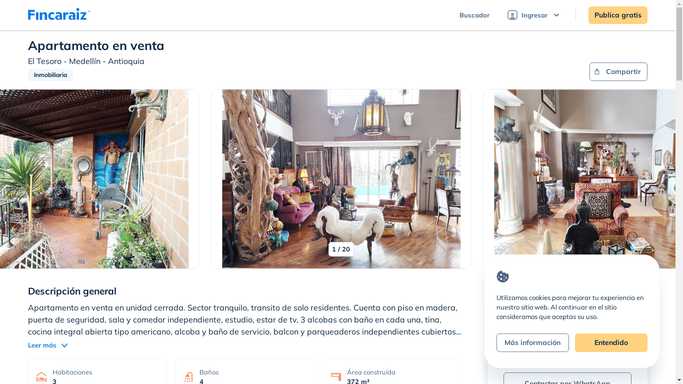 Fincaraiz
Buscador
Ingresar
Publica gratis
Apartamento en venta
El Tesoro - Medellín - Antioquia
Inmobiliaria
Compartir
1 / 20
Descripción general
Apartamento en venta en unidad cerrada. Sector tranquilo, transito de solo residentes. Cuenta con piso en madera,
puerta de seguridad, sala y comedor independiente, estudio, estar de tv, 3 alcobas con baño en cada una, tina,
cocina integral abierta tipo americano, alcoba y baño de servicio, balcon y parqueaderos independientes cubiertos...
Leer más
Habitaciones
3
Baños
4
Área construida
372 m²
Utilizamos cookies para mejorar tu experiencia en
nuestro sitio web. Al continuar en el sitio
consideramos que aceptas su uso.
Más información
Entendido
Contactar por WhatsApp